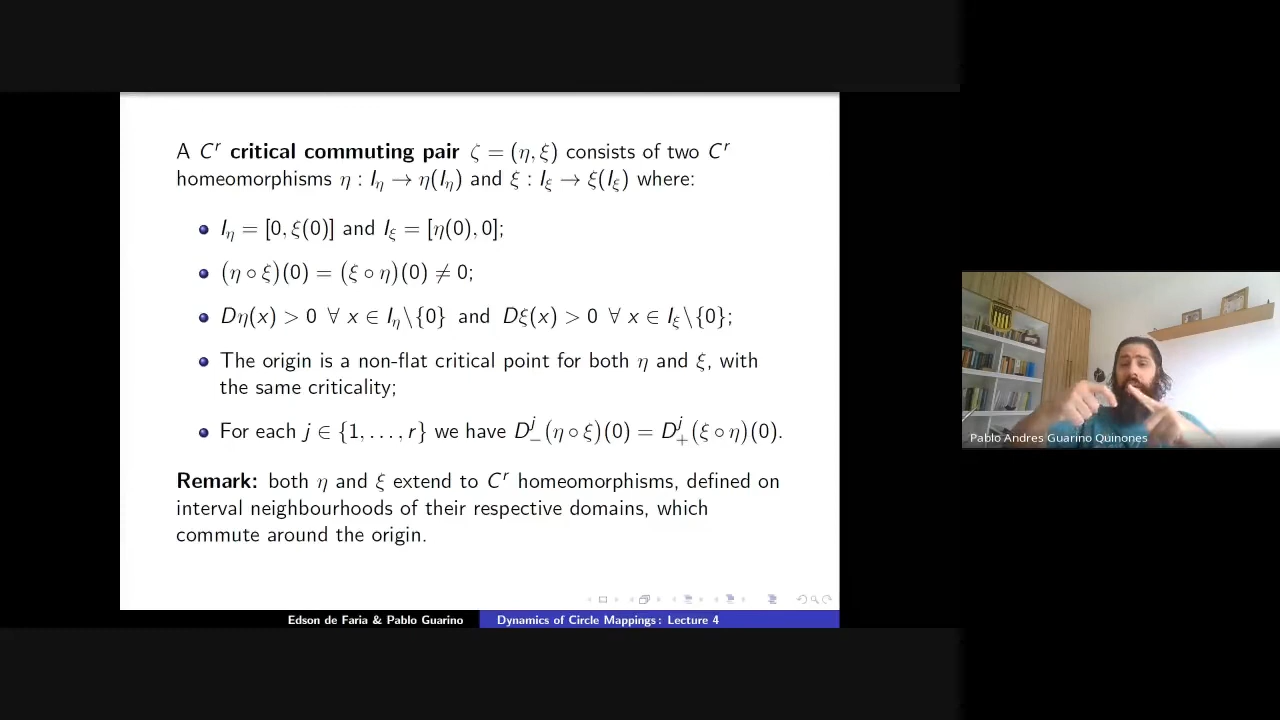 A Cʳ critical commuting pair ζ = (η, ξ) consists of two Cʳ
homeomorphisms η : I_η → η(I_η) and ξ : I_ξ → ξ(I_ξ) where:
I_η = [0, ξ(0)] and I_ξ = [η(0), 0];
(η ∘ ξ)(0) = (ξ ∘ η)(0) ≠ 0;
Dη(x) > 0 ∀ x ∈ I_η\{0} and Dξ(x) > 0 ∀ x ∈ I_ξ\{0};
The origin is a non-flat critical point for both η and ξ, with
the same criticality;
For each j ∈ {1, . . . , r} we have D₋ʲ(η ∘ ξ)(0) = D₊ʲ(ξ ∘ η)(0).
Remark: both η and ξ extend to Cʳ homeomorphisms, defined on
interval neighbourhoods of their respective domains, which
commute around the origin.
Edson de Faria & Pablo Guarino
Dynamics of Circle Mappings: Lecture 4
Pablo Andres Guarino Quinones